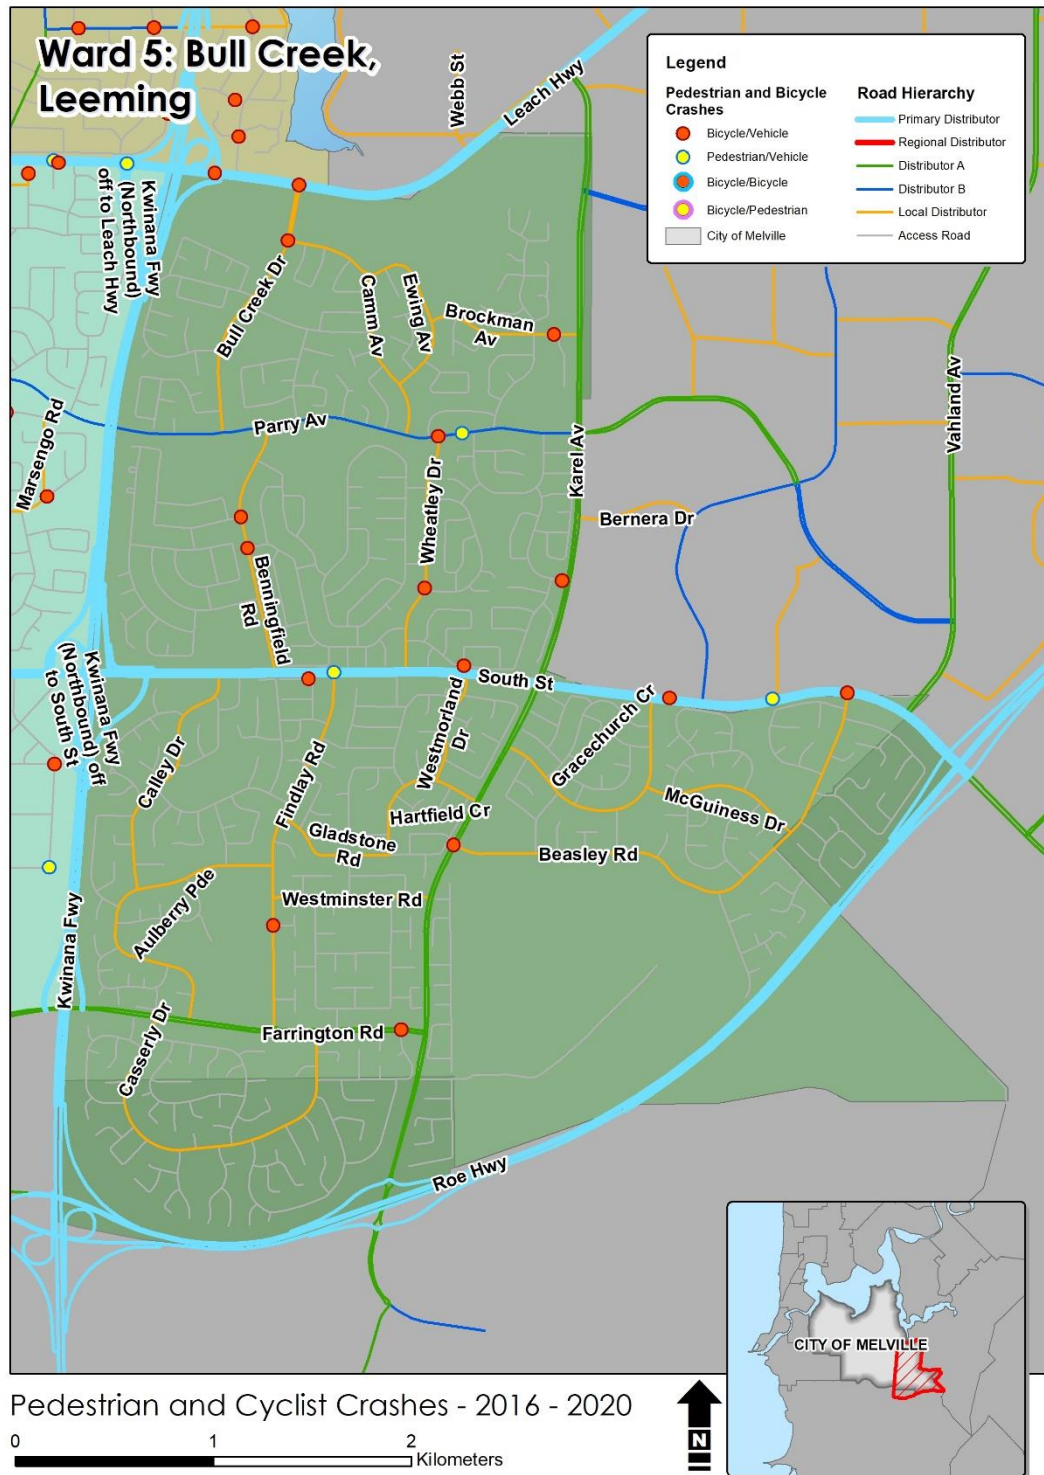 Ward 5: Bull Creek,
Leeming
Legend
Pedestrian and Bicycle
Crashes
Bicycle/Vehicle
Pedestrian/Vehicle
Bicycle/Bicycle
Bicycle/Pedestrian
City of Melville
Road Hierarchy
Primary Distributor
Regional Distributor
Distributor A
Distributor B
Local Distributor
Access Road
Webb St
Leach Hwy
Kwinana Fwy
(Northbound)
off to Leach Hwy
Bull Creek Dr
Camm Av
Ewing Av
Brockman
Av
Vahland Av
Marsengo Rd
Parry Av
Karel Av
Wheatley Dr
Bernera Dr
Benningfield
Rd
Kwinana Fwy
(Northbound) off
to South St
South St
Westmorland
Dr
Gracechurch Cr
Calley Dr
Findlay Rd
Hartfield Cr
McGuiness Dr
Gladstone
Rd
Beasley Rd
Westminster Rd
Aulberry Pde
Kwinana Fwy
Farrington Rd
Casserly Dr
Roe Hwy
CITY OF MELVILLE
Pedestrian and Cyclist Crashes - 2016 - 2020
0 1 2
Kilometers
N